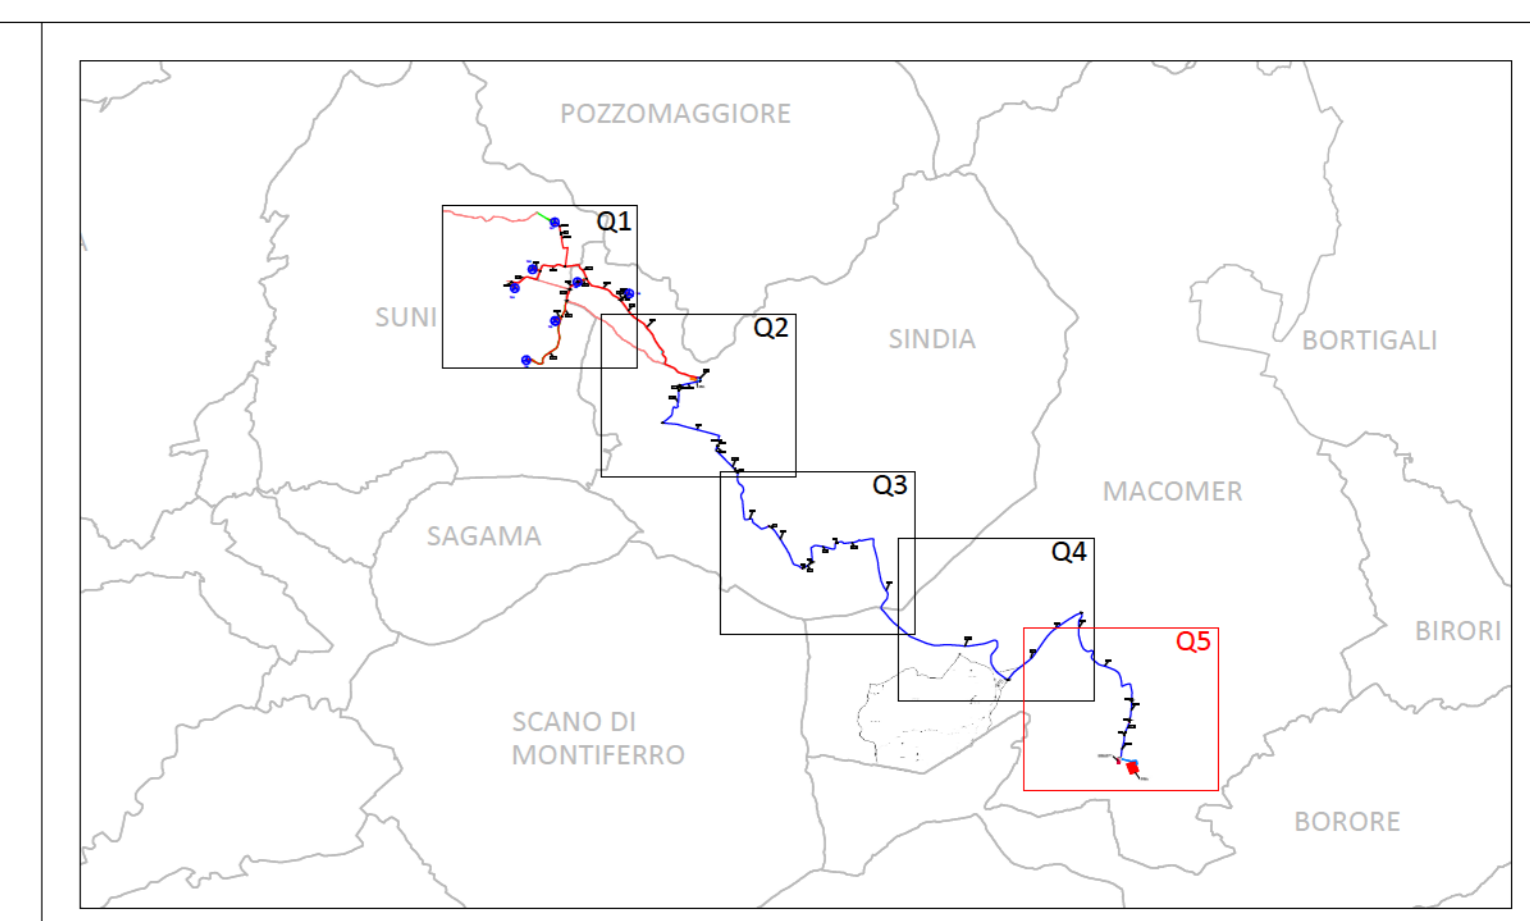 POZZOMAGGIORE
Q1
SUNI
Q2
SINDIA
BORTIGALI
Q3
MACOMER
SAGAMA
Q4
BIRORI
Q5
SCANO DI
MONTIFERRO
BORORE